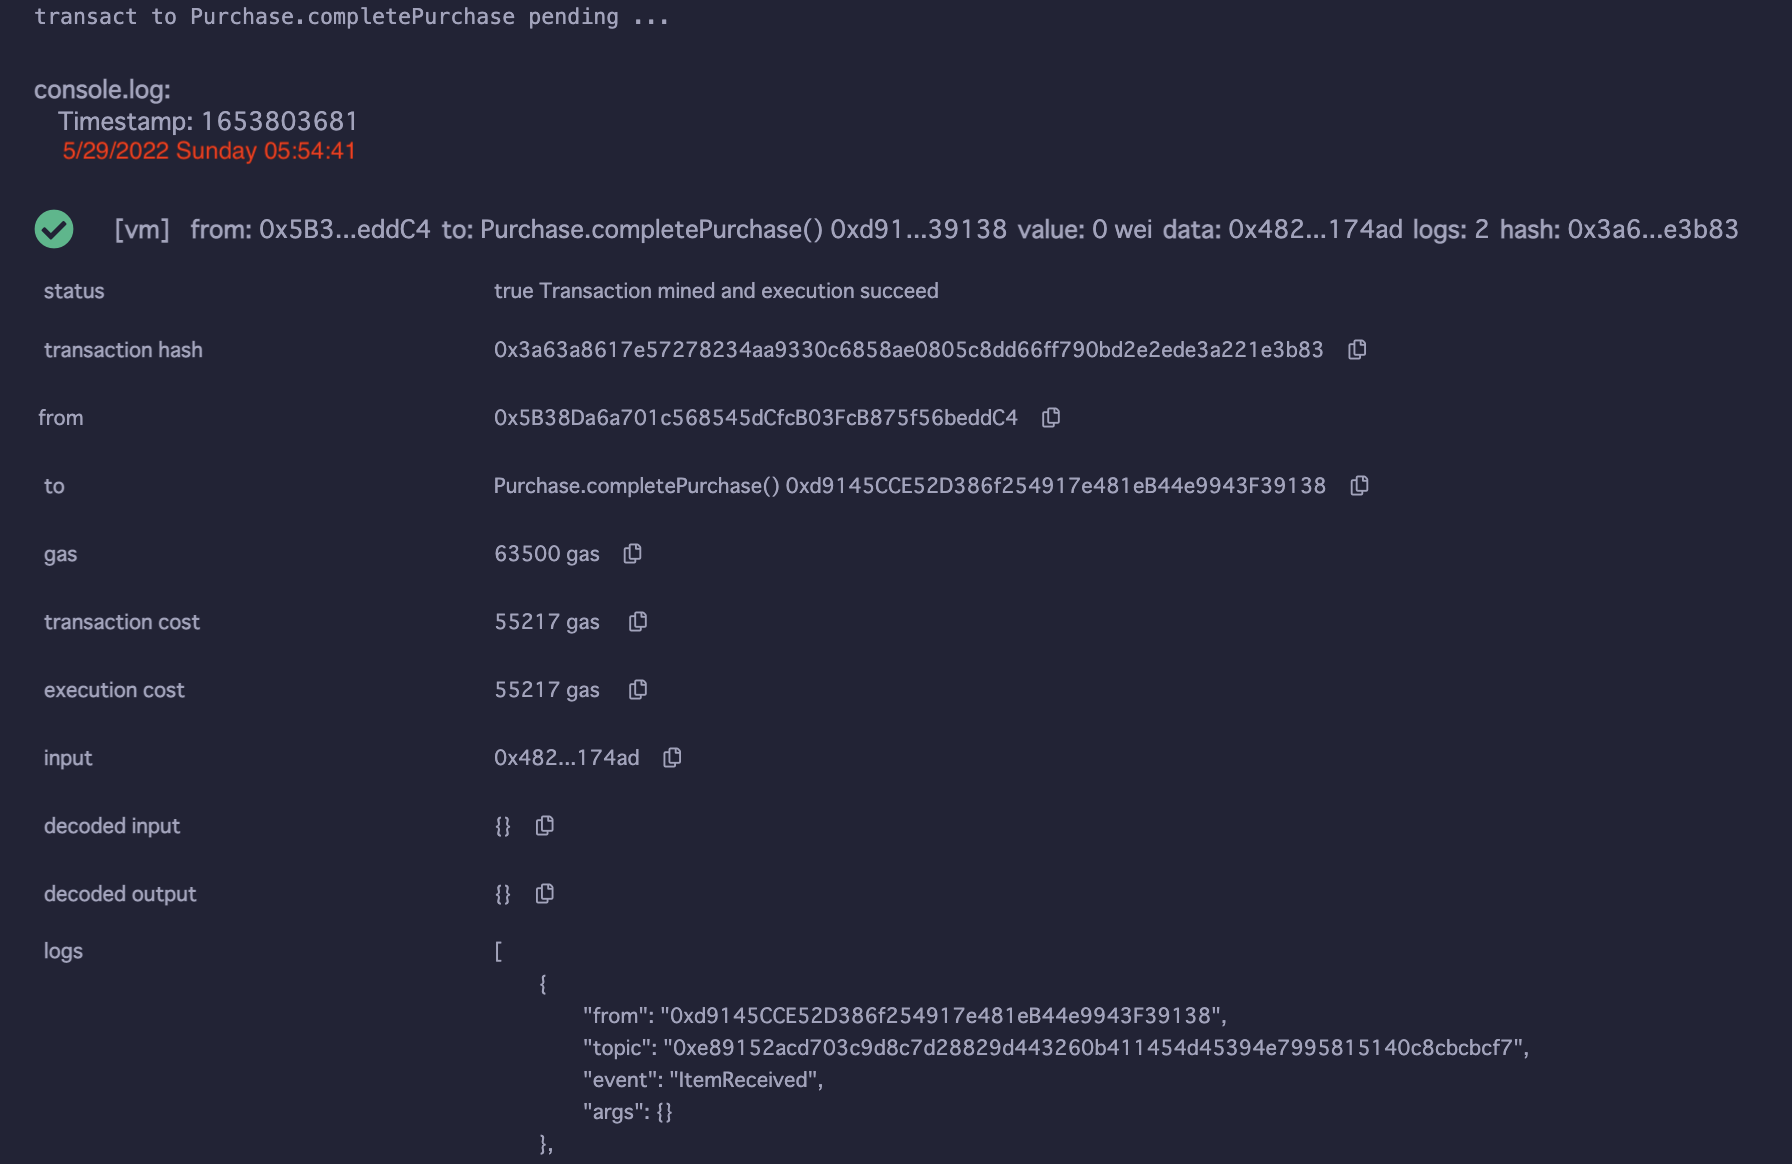 transact to Purchase.completePurchase pending ...
console.log:
Timestamp: 1653803681
5/29/2022 Sunday 05:54:41
[vm] from: 0x5B3...eddC4 to: Purchase.completePurchase() 0xd91...39138 value: 0 wei data: 0x482...174ad logs: 2 hash: 0x3a6...e3b83
status true Transaction mined and execution succeed
transaction hash 0x3a63a8617e57278234aa9330c6858ae0805c8dd66ff790bd2e2ede3a221e3b83
from 0x5B38Da6a701c568545dCfcB03FcB875f56beddC4
to Purchase.completePurchase() 0xd9145CCE52D386f254917e481eB44e9943F39138
gas 63500 gas
transaction cost 55217 gas
execution cost 55217 gas
input 0x482...174ad
decoded input {}
decoded output {}
logs [
{
"from": "0xd9145CCE52D386f254917e481eB44e9943F39138",
"topic": "0xe89152acd703c9d8c7d28829d443260b411454d45394e7995815140c8cbcbcf7",
"event": "ItemReceived",
"args": {}
},